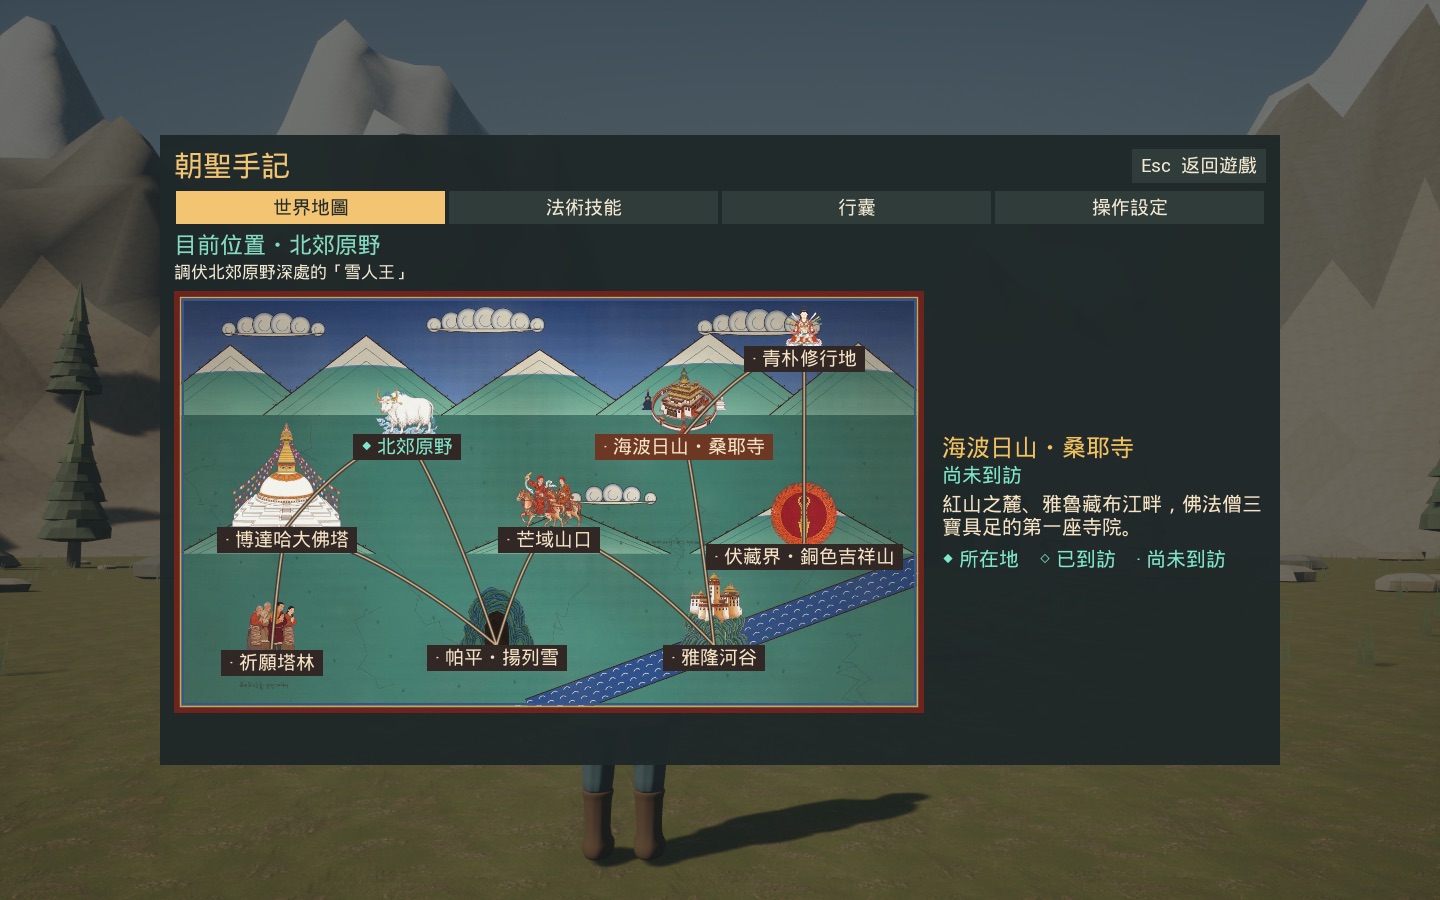 朝聖手記
Esc 返回遊戲
世界地圖
法術技能
行囊
操作設定
目前位置・北郊原野
調伏北郊原野深處的「雪人王」
· 青朴修行地
◆ 北郊原野
· 海波日山・桑耶寺
· 博達哈大佛塔
· 芒域山口
· 伏藏界・銅色吉祥山
· 祈願塔林
· 帕平・揚列雪
· 雅隆河谷
海波日山・桑耶寺
尚未到訪
紅山之麓、雅魯藏布江畔，佛法僧三
寶具足的第一座寺院。
◆ 所在地 ◇ 已到訪 · 尚未到訪